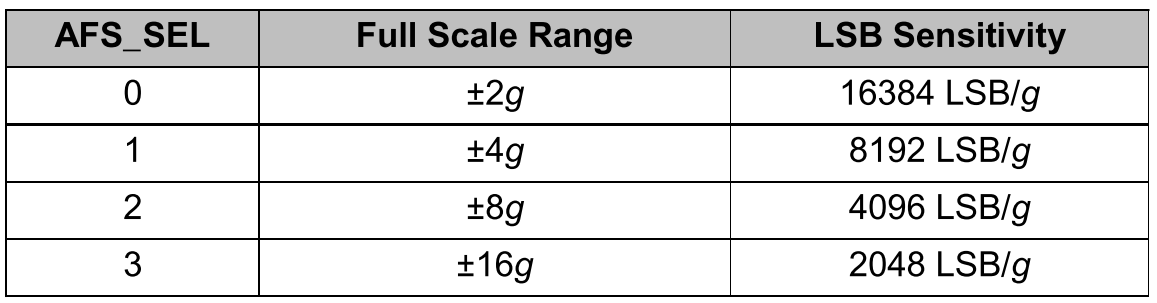 AFS_SEL Full Scale Range LSB Sensitivity
0 ±2g 16384 LSB/g
1 ±4g 8192 LSB/g
2 ±8g 4096 LSB/g
3 ±16g 2048 LSB/g